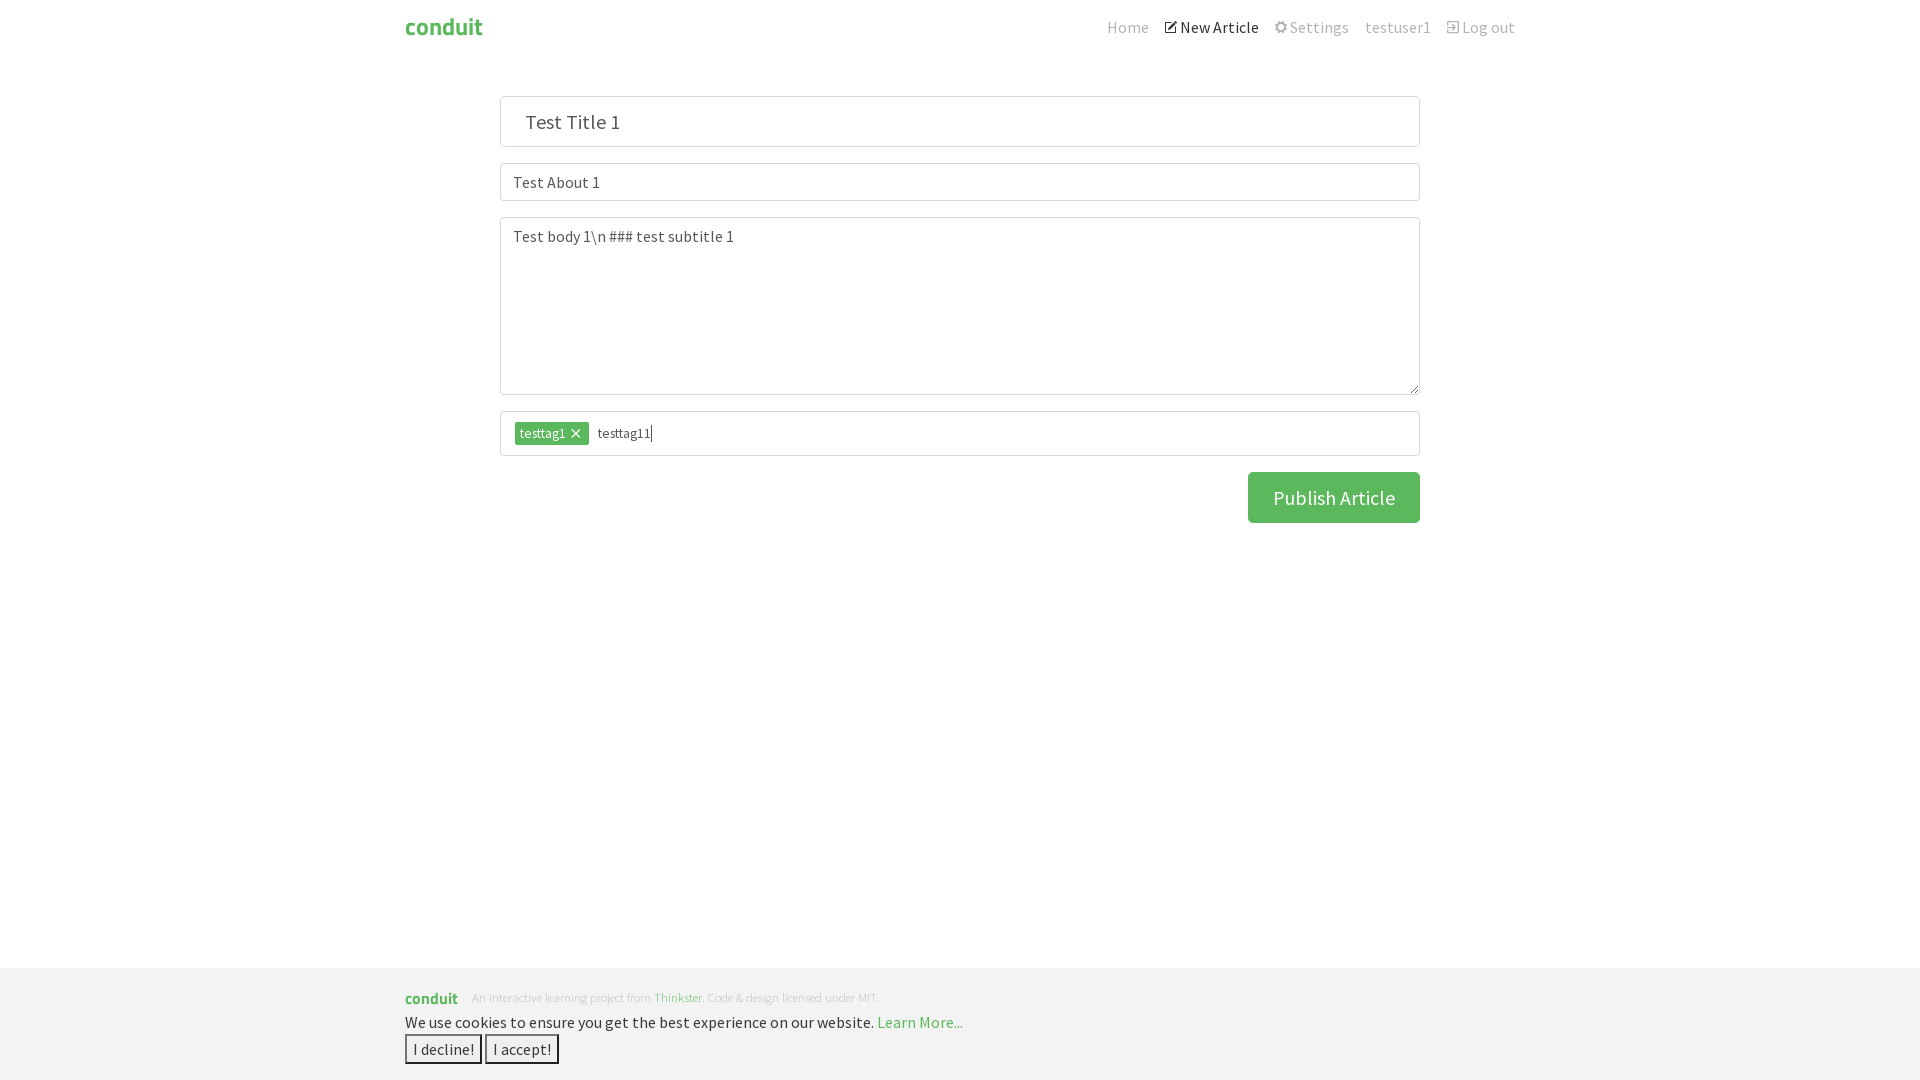 conduit
Home New Article Settings testuser1 Log out
Test Title 1
Test About 1
Test body 1\n ### test subtitle 1
testtag1 testtag11
Publish Article
conduit An interactive learning project from Thinkster. Code & design licensed under MIT.
We use cookies to ensure you get the best experience on our website. Learn More...
I decline! I accept!